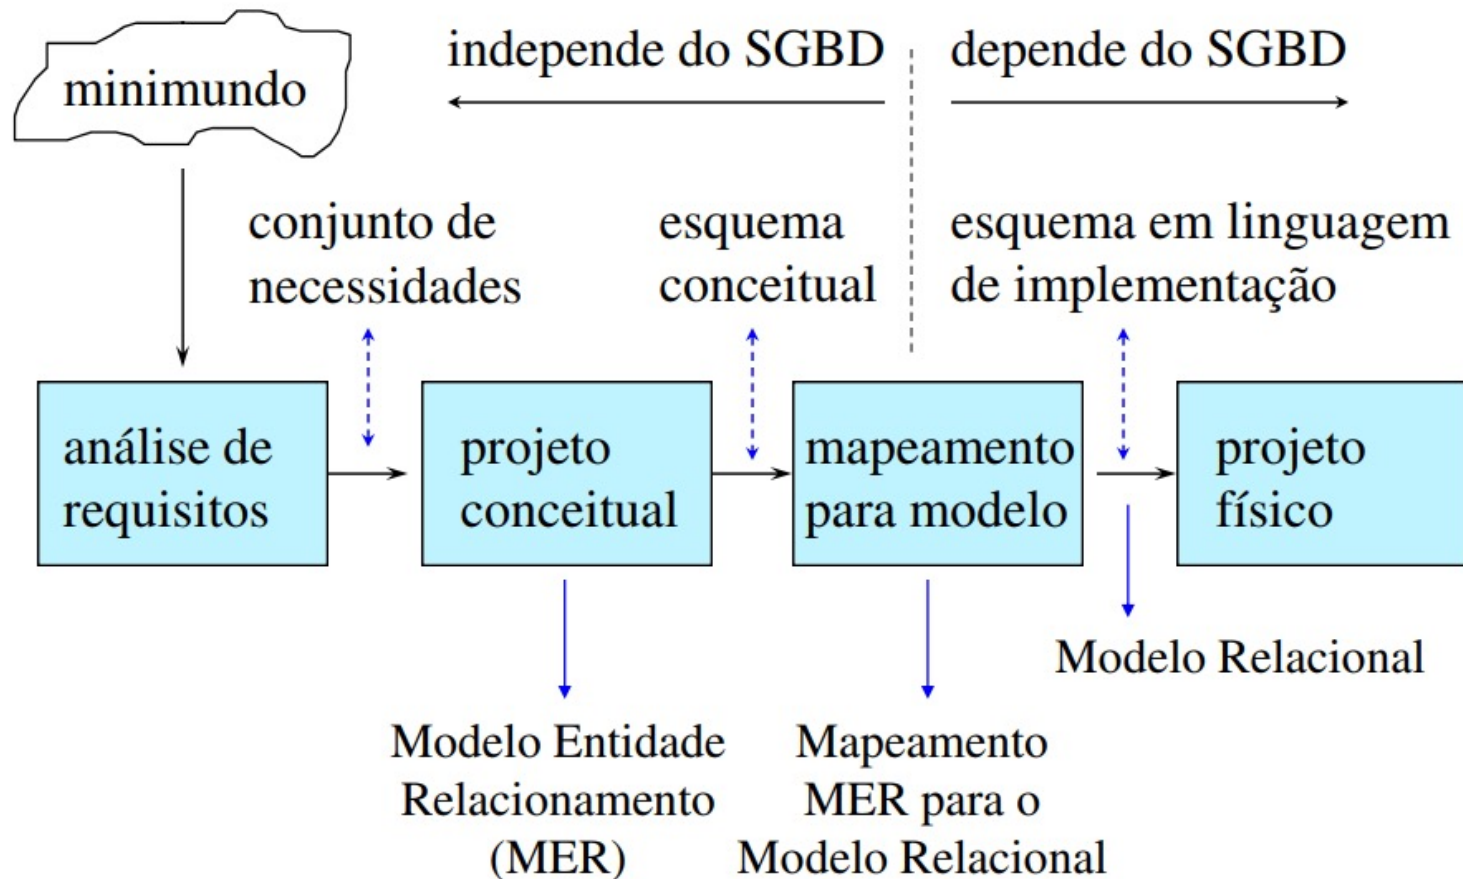 minimundo
independe do SGBD
depende do SGBD
conjunto de
necessidades
esquema
conceitual
esquema em linguagem
de implementação
análise de
requisitos
projeto
conceitual
mapeamento
para modelo
projeto
físico
Modelo Relacional
Modelo Entidade
Relacionamento
(MER)
Mapeamento
MER para o
Modelo Relacional